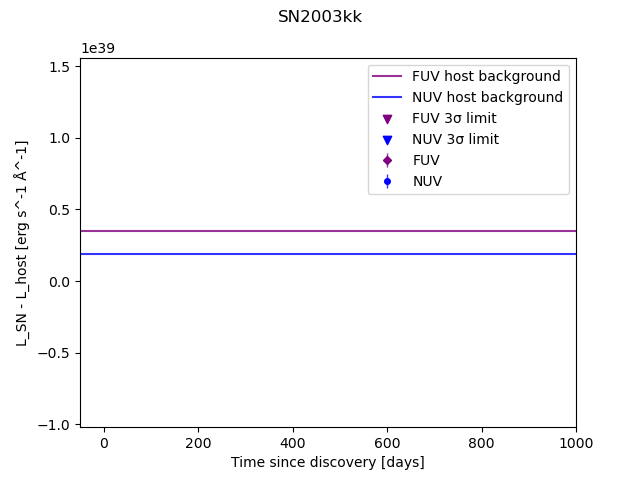 SN2003kk
1e39
1.5
1.0
0.5
0.0
−0.5
−1.0
L_SN - L_host [erg s^-1 Å^-1]
FUV host background
NUV host background
FUV 3σ limit
NUV 3σ limit
FUV
NUV
0 200 400 600 800 1000
Time since discovery [days]